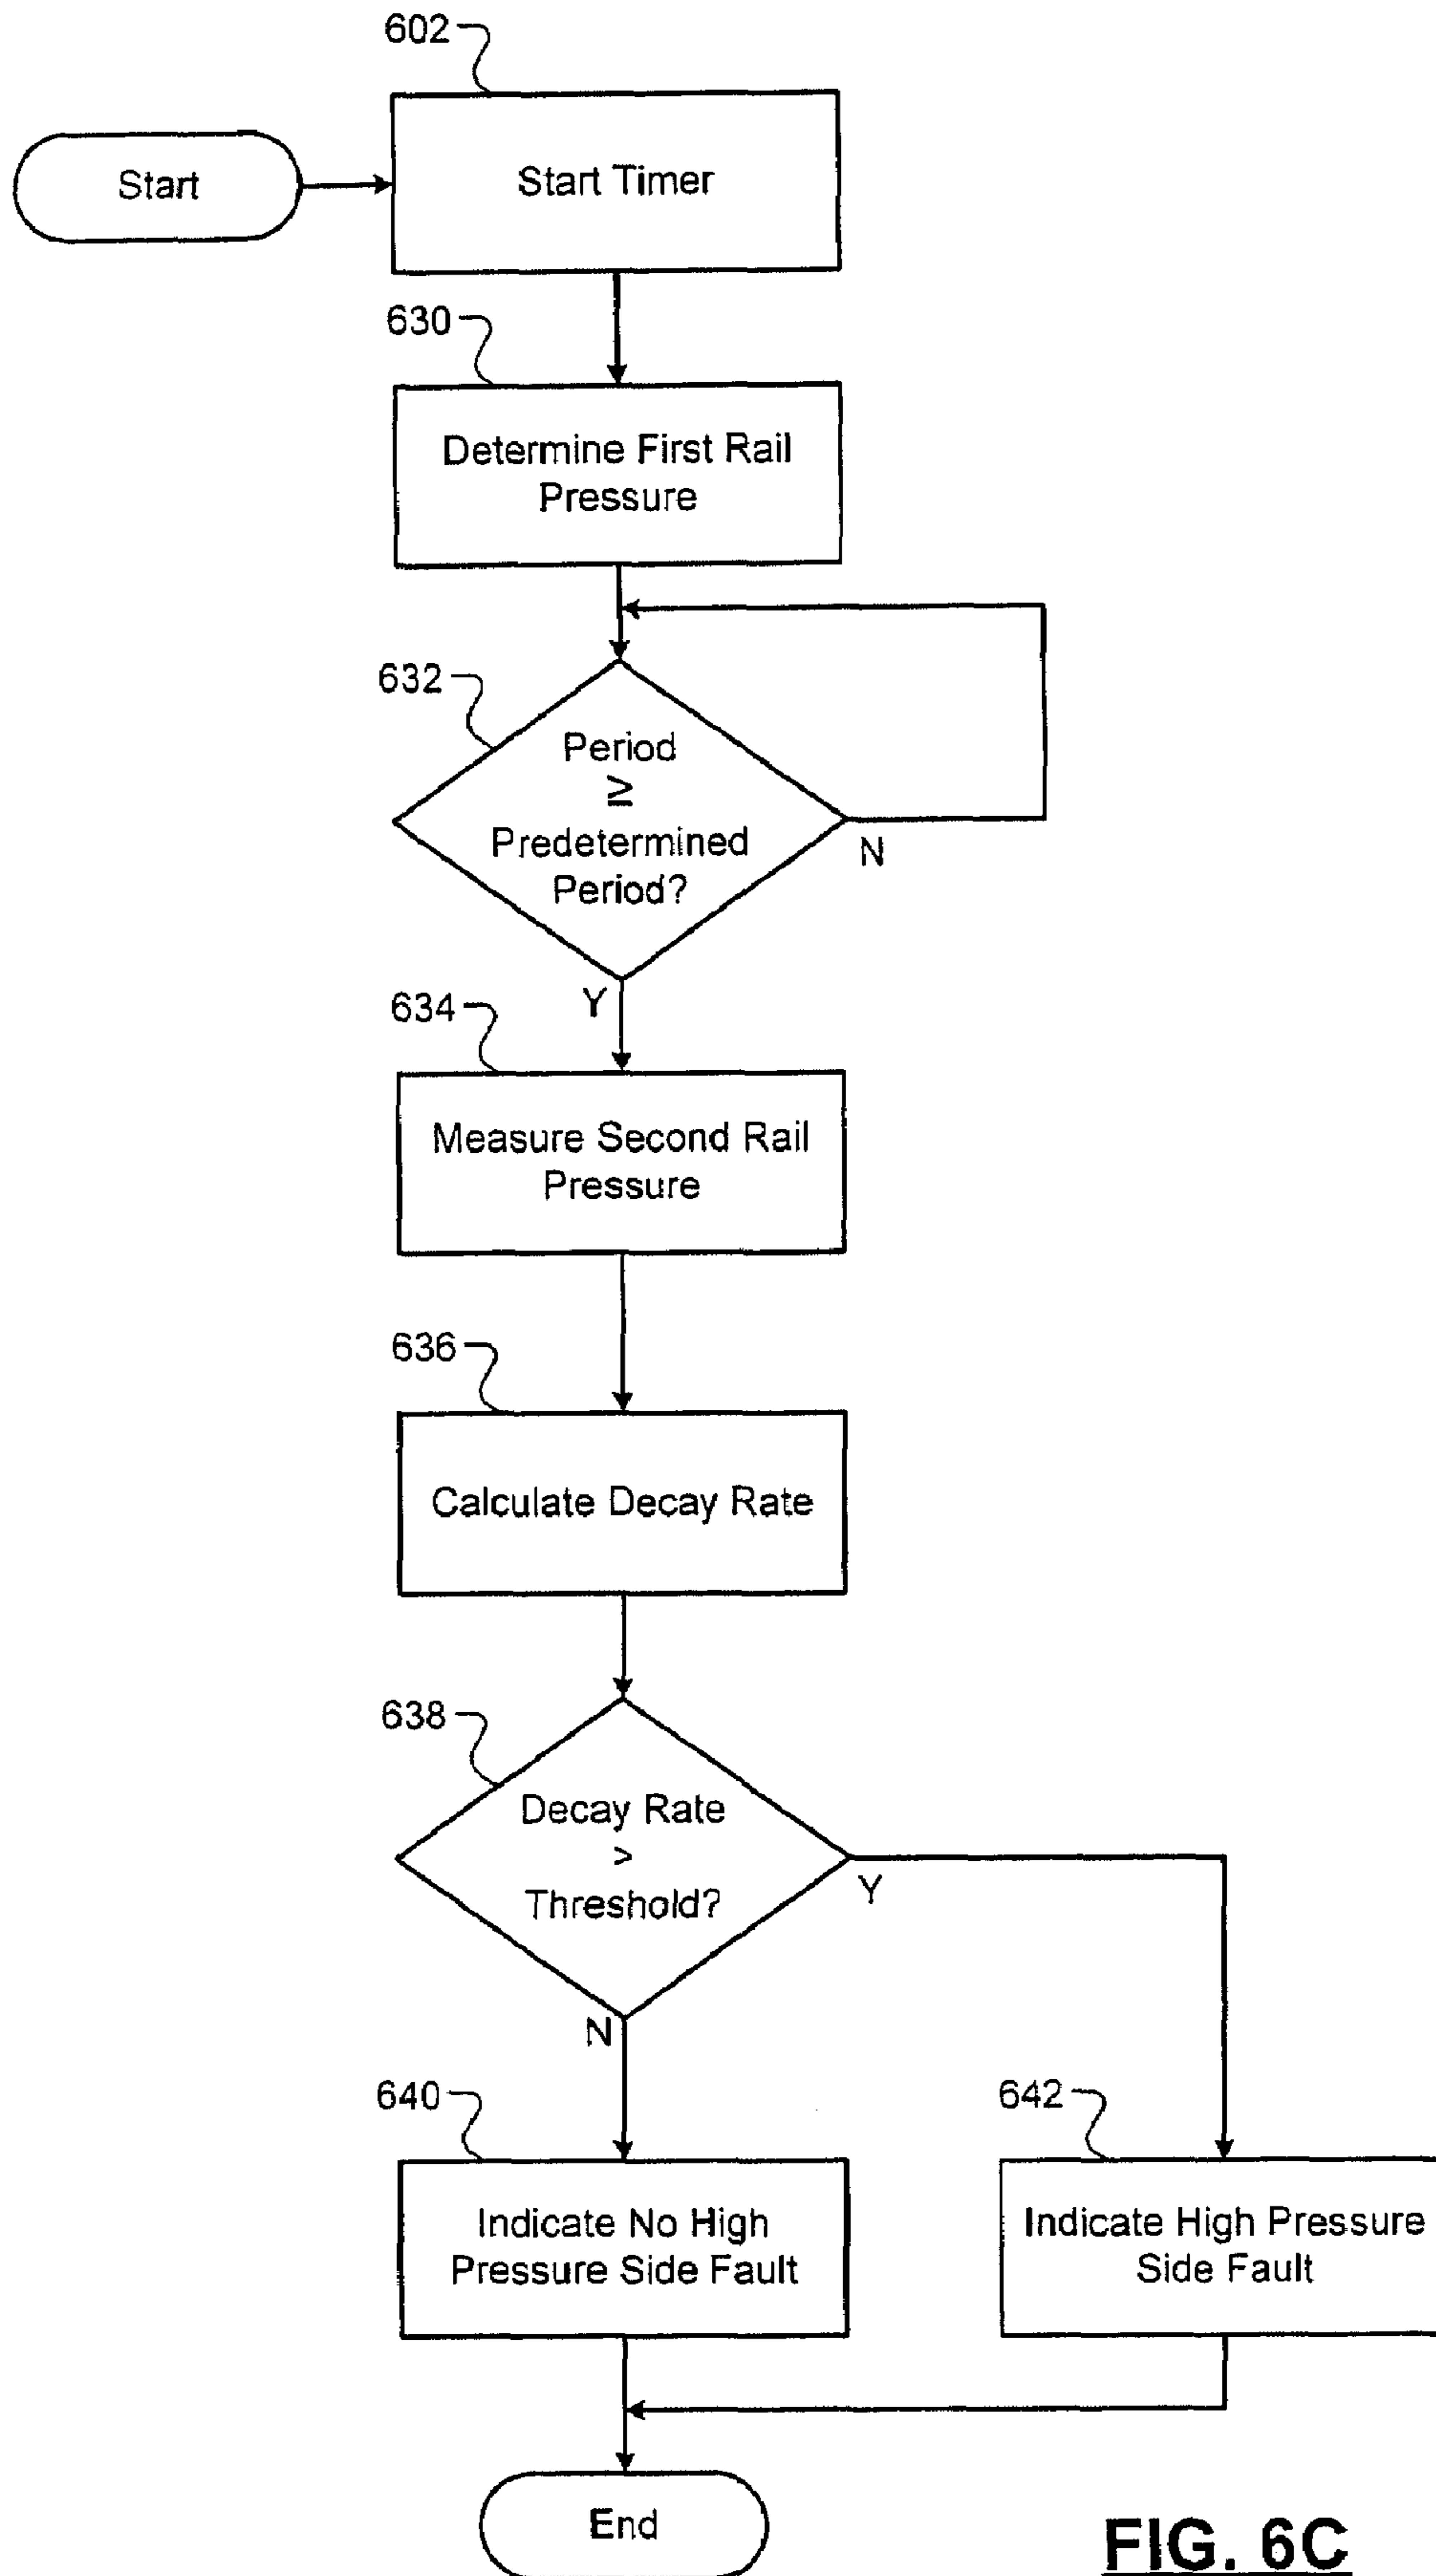 602
Start
Start Timer
630
Determine First Rail
Pressure
632
Period
≥
Predetermined
Period?
N
Y
634
Measure Second Rail
Pressure
636
Calculate Decay Rate
638
Decay Rate
>
Threshold?
Y
N
640
Indicate No High
Pressure Side Fault
642
Indicate High Pressure
Side Fault
End
FIG. 6C